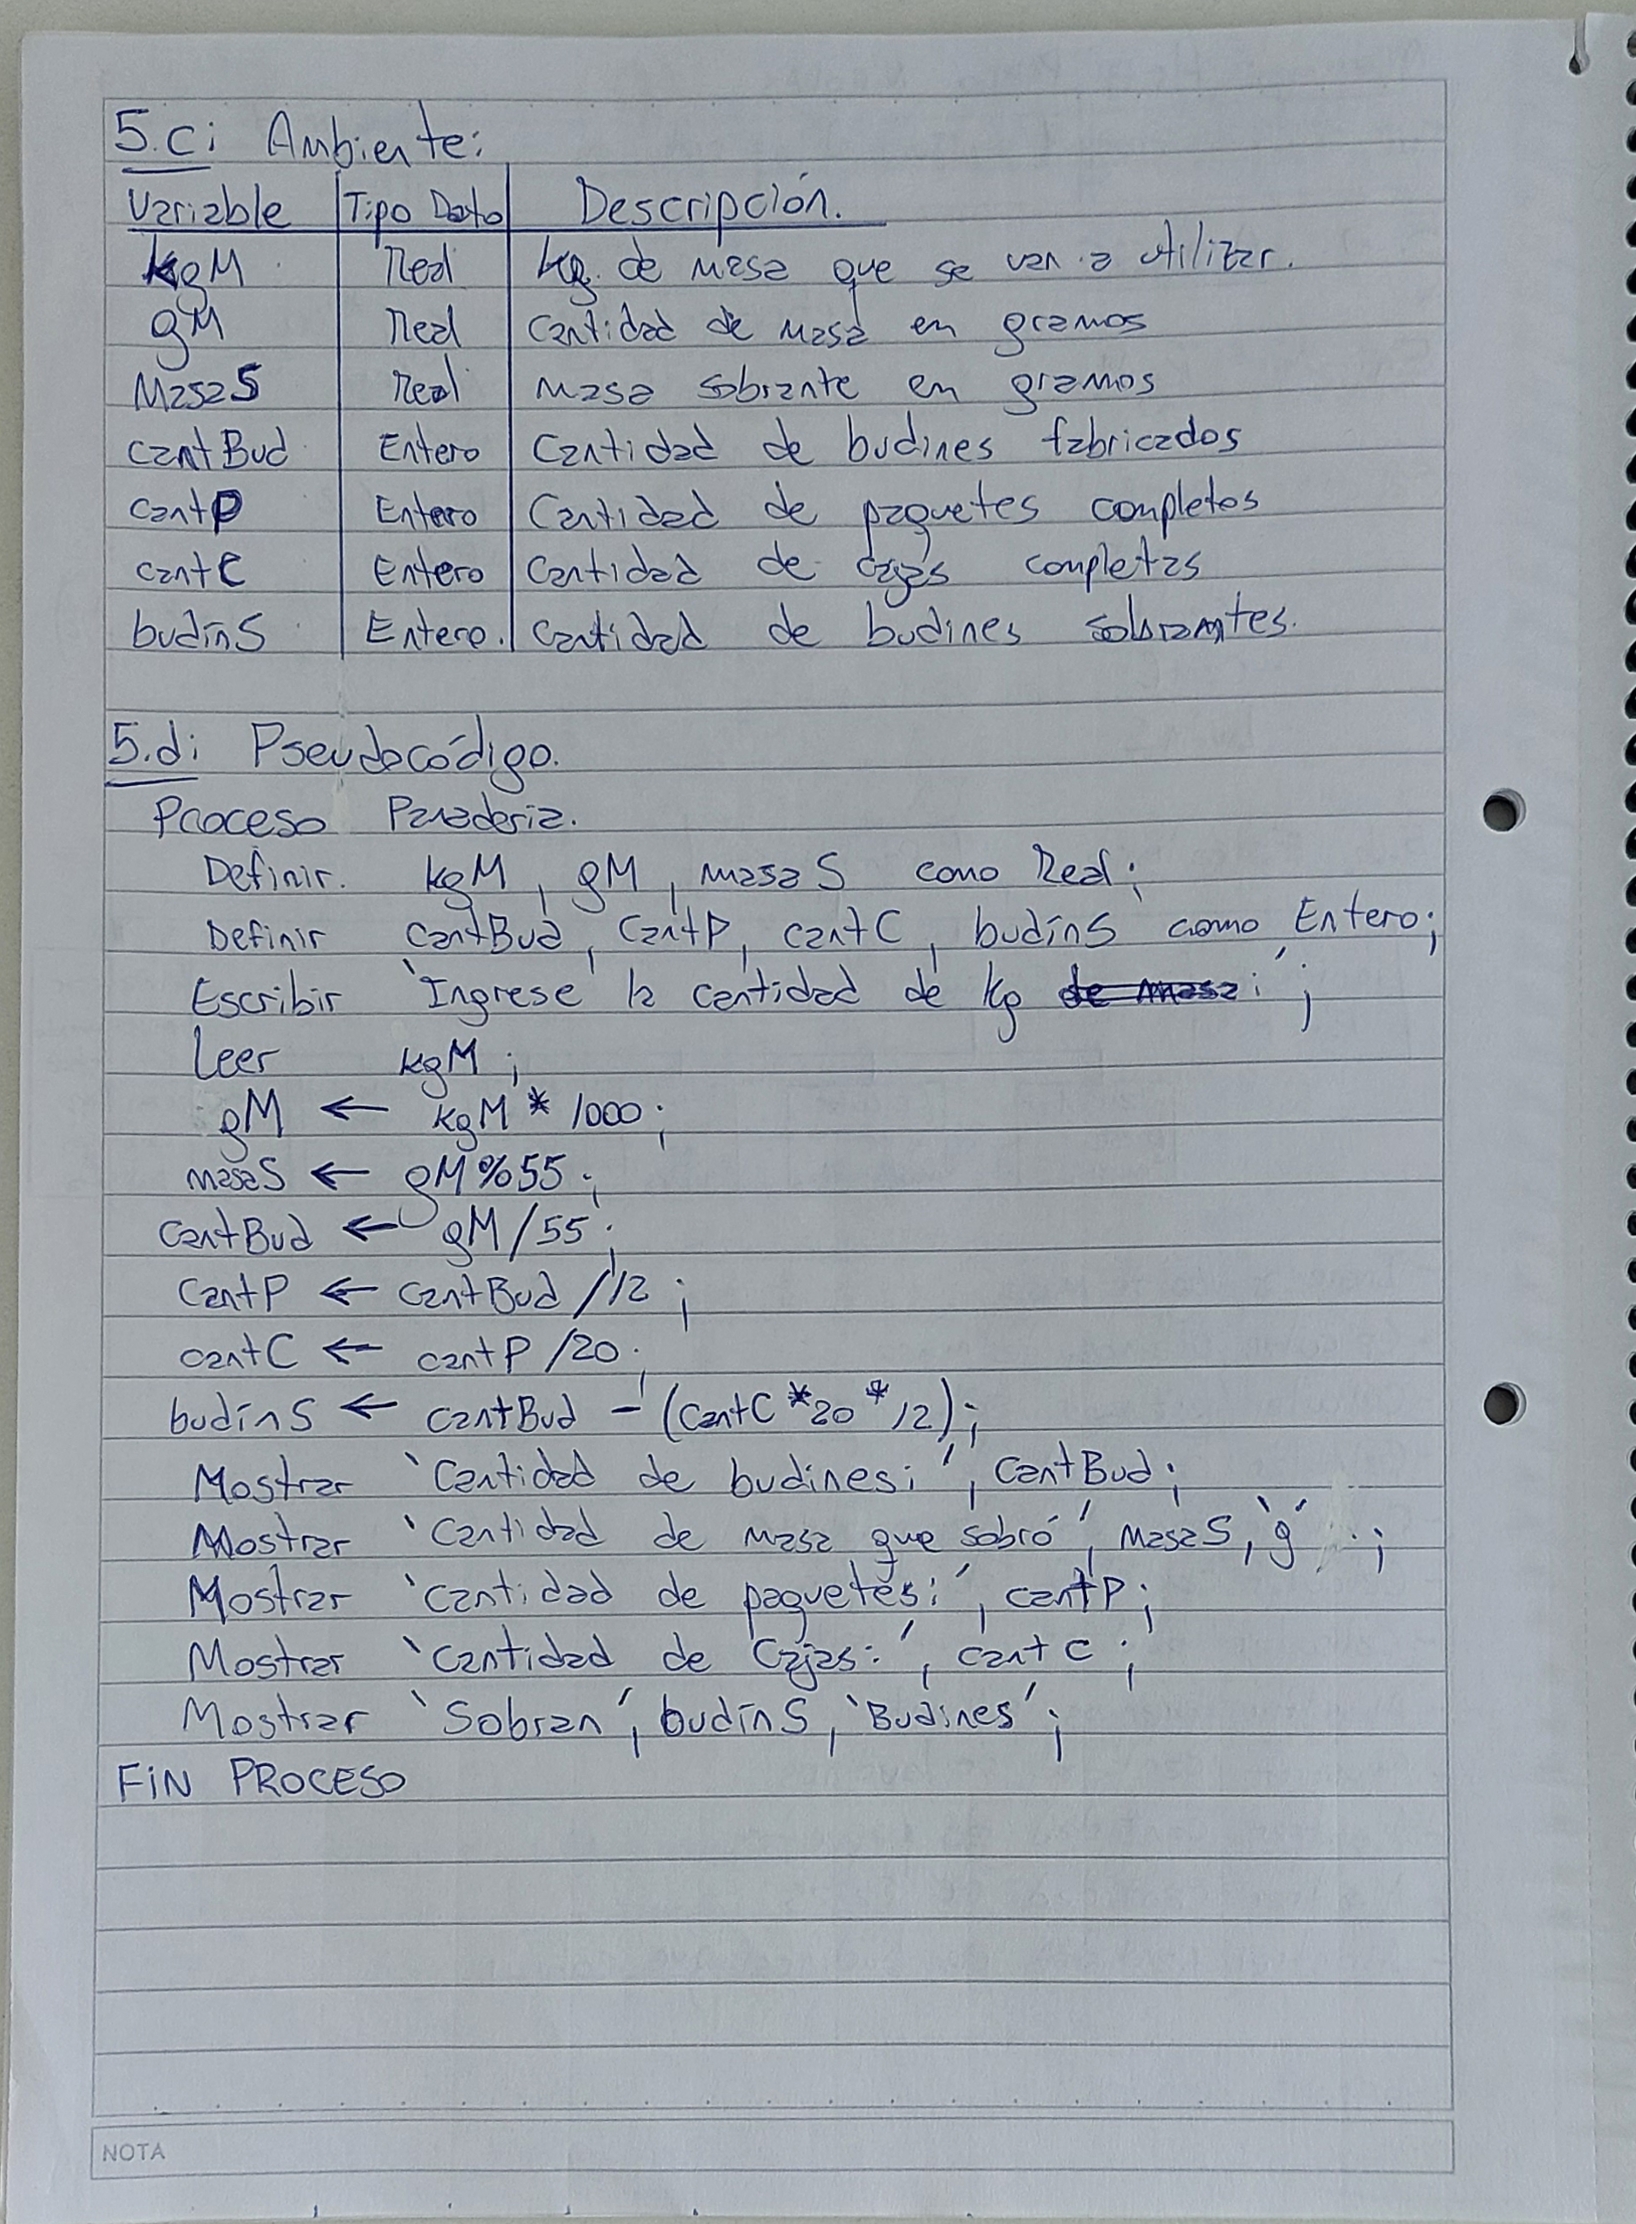 5.c: Ambiente:
Variable Tipo Dato Descripción.
kgM Real kg. de masa que se van a utilizar.
gM Real Cantidad de masa en gramos
MasaS Real masa sobrante en gramos
cantBud Entero Cantidad de budines fabricados
cantP Entero Cantidad de paquetes completos
cantC Entero Cantidad de cajas completas
budinS Entero. Cantidad de budines sobrantes.
5.d: Pseudocódigo.
Proceso Panaderia.
Definir. kgM, gM, masaS como Real;
Definir cantBud, cantP, cantC, budinS como Entero;
Escribir 'Ingrese la cantidad de kg de masa:';
Leer kgM;
gM ← kgM * 1000;
masaS ← gM%55;
cantBud ← gM/55;
CantP ← cantBud/12;
cantC ← cantP/20;
budinS ← cantBud - (CantC*20*12);
Mostrar 'Cantidad de budines:', CantBud;
Mostrar 'Cantidad de masa que sobró', masaS, 'g';
Mostrar 'cantidad de paquetes:', cantP;
Mostrar 'Cantidad de Cajas:', cantC;
Mostrar 'Sobran', budinS, 'Budines';
FIN PROCESO
NOTA